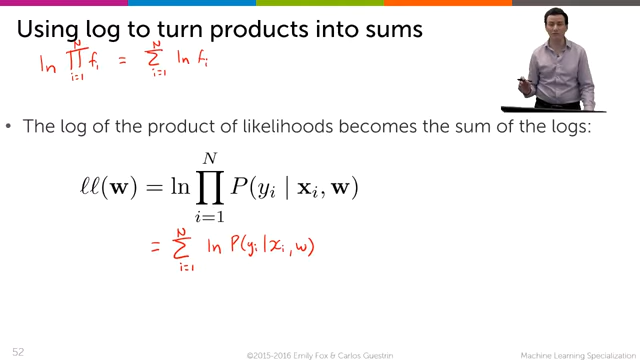 Using log to turn products into sums
ln ∏_{i=1}^{N} f_i = ∑_{i=1}^{N} ln f_i
• The log of the product of likelihoods becomes the sum of the logs:
ℓℓ(w) = ln ∏_{i=1}^{N} P(y_i | x_i, w)
= ∑_{i=1}^{N} ln P(y_i | x_i, w)
52
©2015-2016 Emily Fox & Carlos Guestrin
Machine Learning Specialization